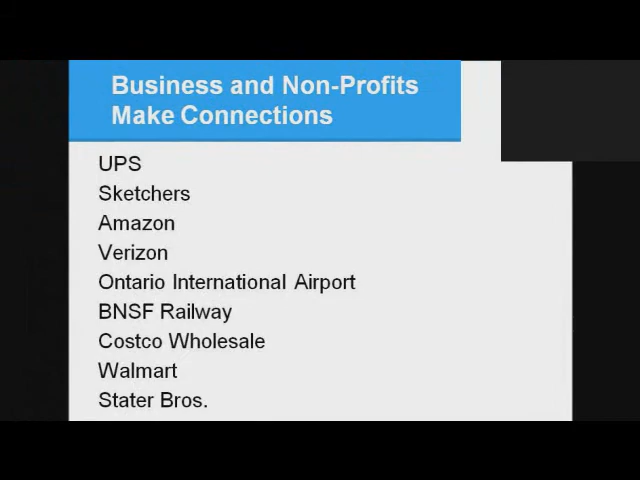 Business and Non-Profits
Make Connections
UPS
Sketchers
Amazon
Verizon
Ontario International Airport
BNSF Railway
Costco Wholesale
Walmart
Stater Bros.